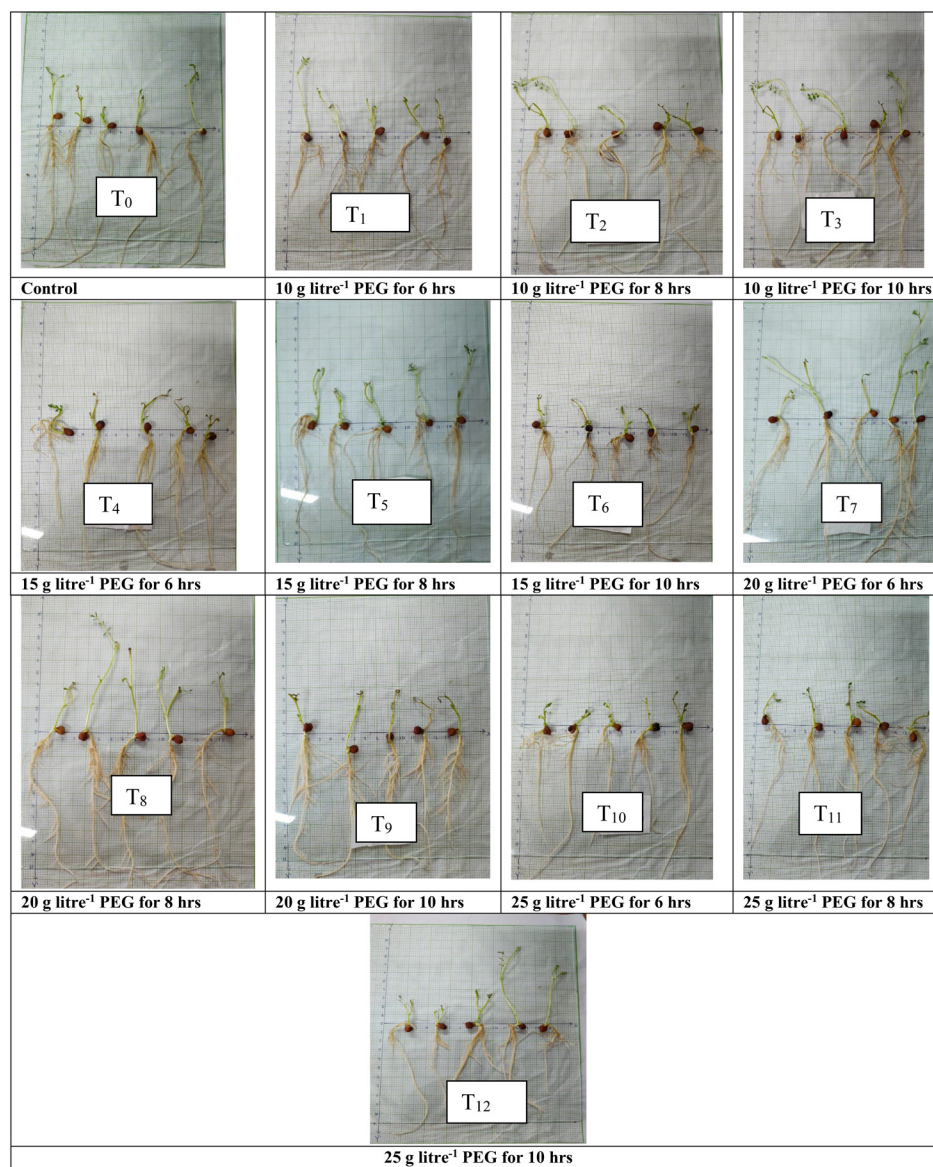 T₀ T₁ T₂ T₃
Control 10 g litre⁻¹ PEG for 6 hrs 10 g litre⁻¹ PEG for 8 hrs 10 g litre⁻¹ PEG for 10 hrs
T₄ T₅ T₆ T₇
15 g litre⁻¹ PEG for 6 hrs 15 g litre⁻¹ PEG for 8 hrs 15 g litre⁻¹ PEG for 10 hrs 20 g litre⁻¹ PEG for 6 hrs
T₈ T₉ T₁₀ T₁₁
20 g litre⁻¹ PEG for 8 hrs 20 g litre⁻¹ PEG for 10 hrs 25 g litre⁻¹ PEG for 6 hrs 25 g litre⁻¹ PEG for 8 hrs
T₁₂
25 g litre⁻¹ PEG for 10 hrs